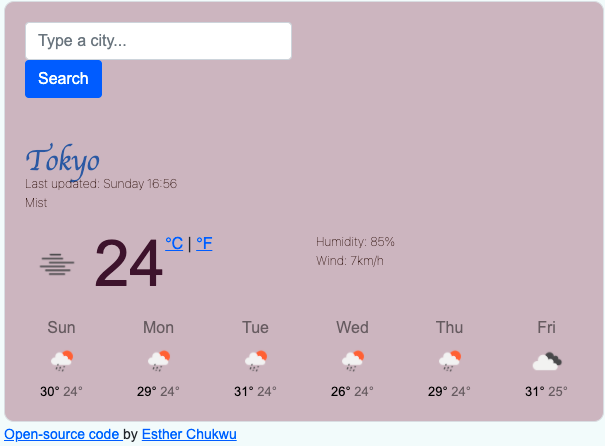 Type a city...
Search
Tokyo
Last updated: Sunday 16:56
Mist
24 °C | °F
Humidity: 85%
Wind: 7km/h
Sun Mon Tue Wed Thu Fri
30° 24° 29° 24° 31° 24° 26° 24° 29° 24° 31° 25°
Open-source code by Esther Chukwu